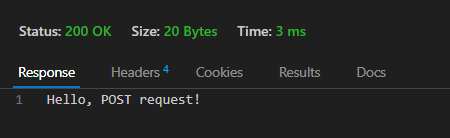 Status: 200 OK Size: 20 Bytes Time: 3 ms
Response Headers 4 Cookies Results Docs
1 Hello, POST request!